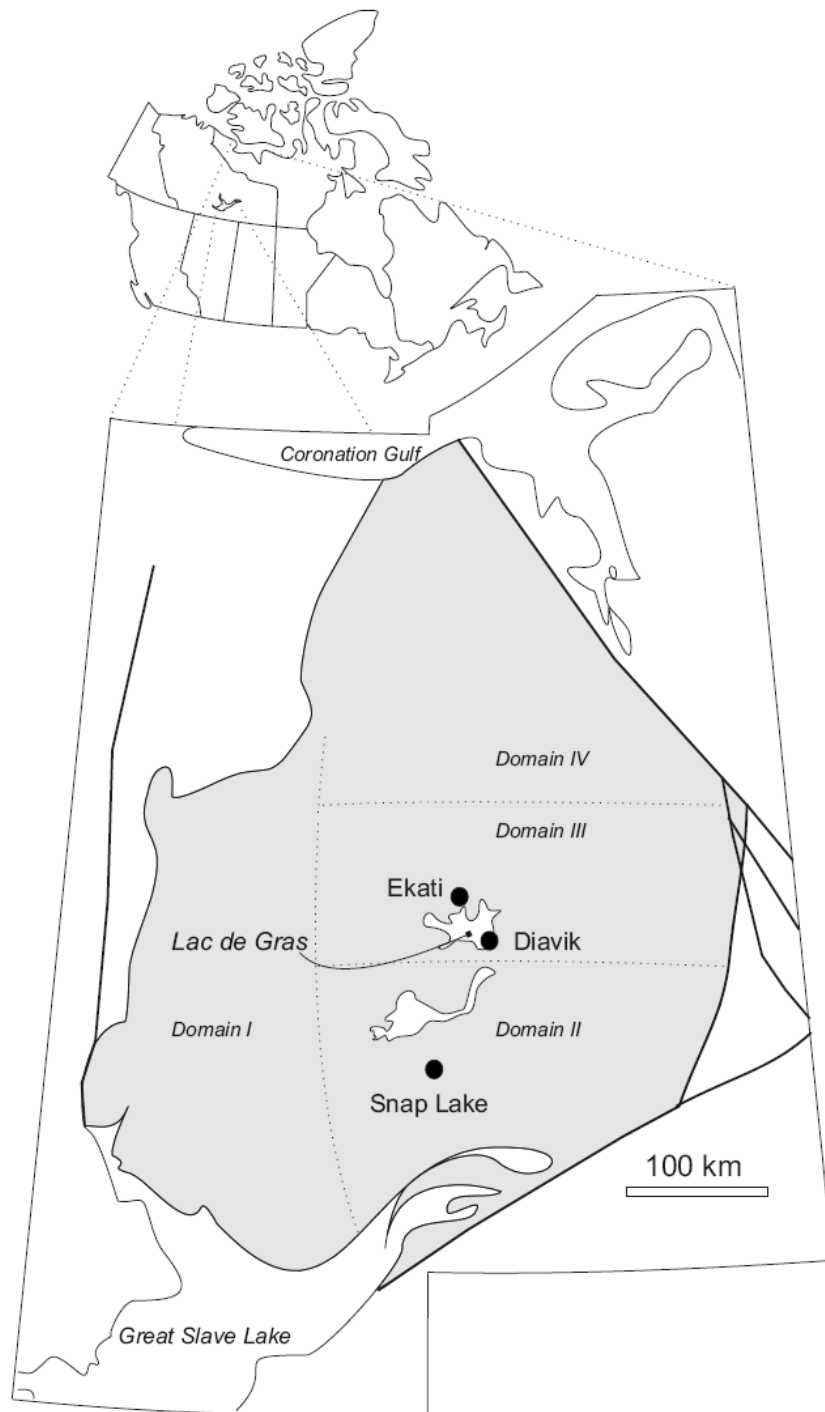 Coronation Gulf
Domain IV
Domain III
Ekati
Lac de Gras
Diavik
Domain I
Domain II
Snap Lake
100 km
Great Slave Lake